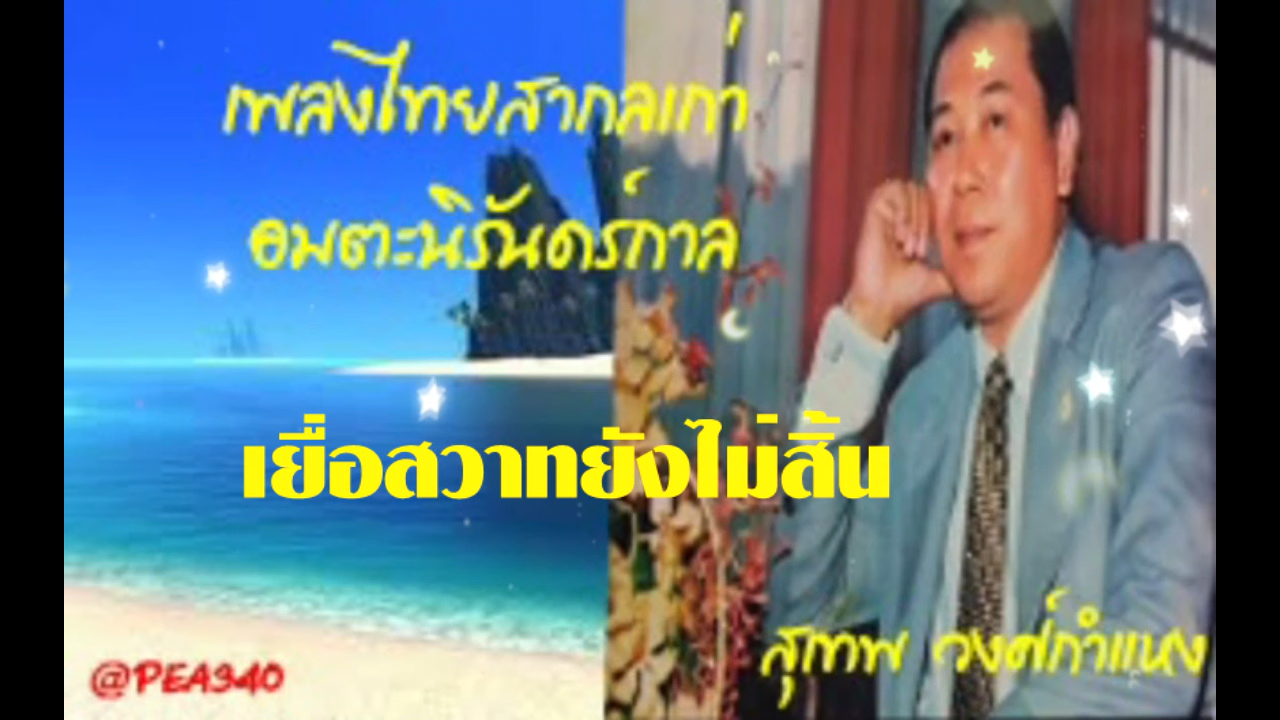 เพลงไทยสากลเก่า
อมตะนิรันดร์กาล
เยื่อสวาทยังไม่สิ้น
สุเทพ วงศ์กำแหง
@PEA340